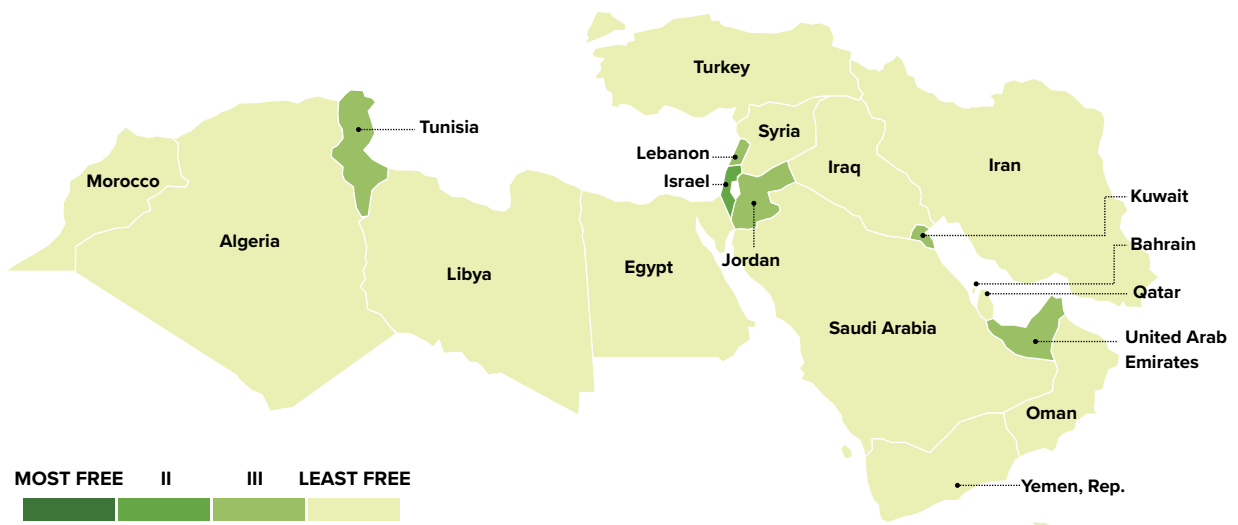 Turkey
Tunisia
Syria
Lebanon
Iraq
Iran
Israel
Morocco
Kuwait
Algeria
Bahrain
Jordan
Egypt
Libya
Qatar
Saudi Arabia
United Arab
Emirates
Oman
MOST FREE II III LEAST FREE
Yemen, Rep.